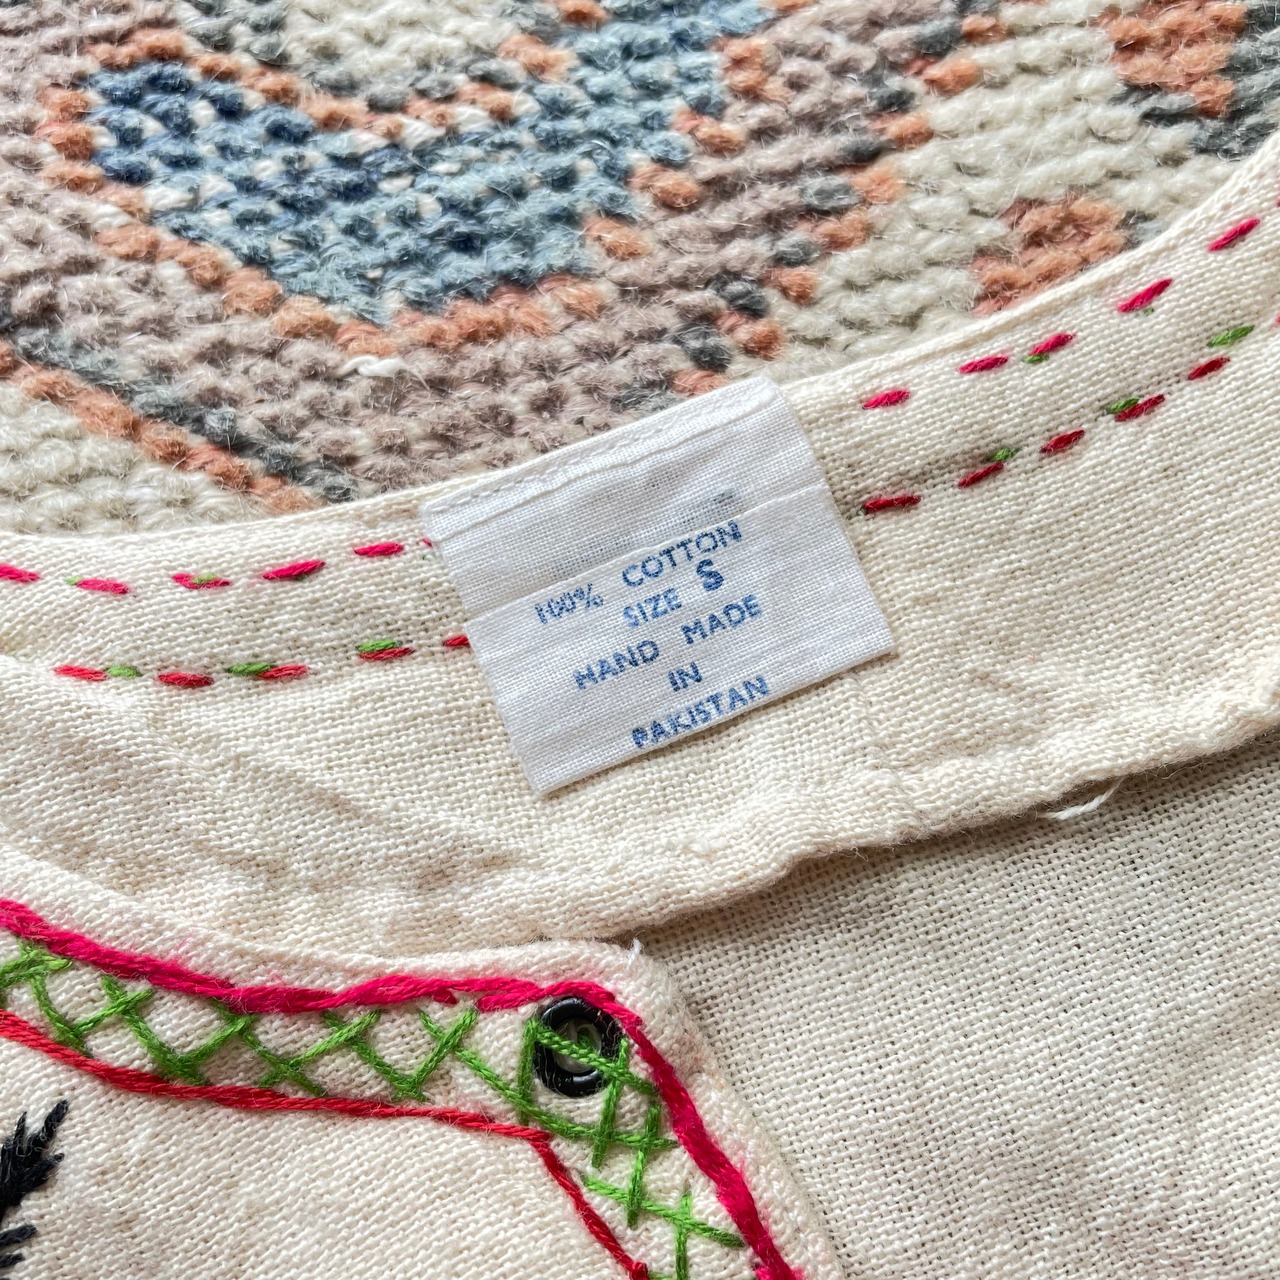 100% COTTON
SIZE S
HAND MADE
IN
PAKISTAN